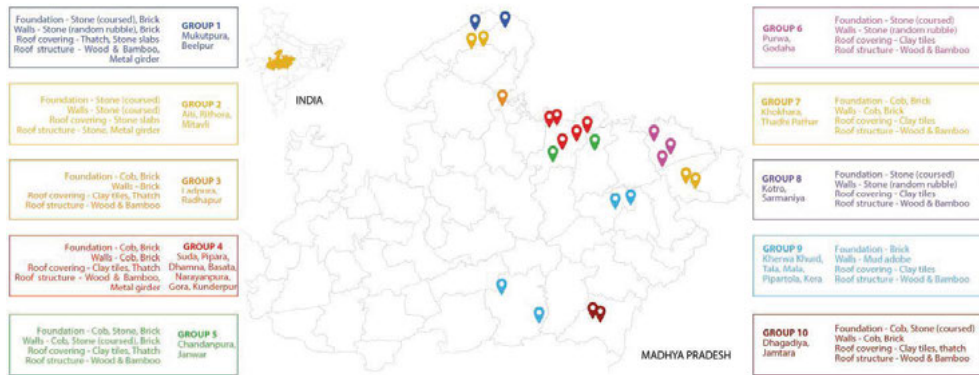 Foundation - Stone (coursed), Brick
Walls - Stone (random rubble), Brick
Roof covering - Thatch, Stone slabs
Roof structure - Wood & Bamboo,
Metal girder
GROUP 1
Mukutpura,
Beelpur
Foundation - Stone (coursed)
Walls - Stone (coursed)
Roof covering - Stone slabs
Roof structure - Stone, Metal girder
GROUP 2
Aiti, Rithora,
Mitavli
Foundation - Cob, Brick
Walls - Brick
Roof covering - Clay tiles, Thatch
Roof structure - Wood & Bamboo
GROUP 3
Ladpura,
Radhapur
Foundation - Cob, Brick
Walls - Cob, Brick
Roof covering - Clay tiles, Thatch
Roof structure - Wood & Bamboo,
Metal girder
GROUP 4
Suda, Pipara,
Dhamna, Basata,
Narayanpura,
Gora, Kunderpur
Foundation - Cob, Stone, Brick
Walls - Cob, Stone (coursed), Brick
Roof covering - Clay tiles, Thatch
Roof structure - Wood & Bamboo
GROUP 5
Chandanpura,
Janwar
INDIA
MADHYA PRADESH
GROUP 6
Purwa,
Godaha
Foundation - Stone (coursed)
Walls - Stone (random rubble)
Roof covering - Clay tiles
Roof structure - Wood & Bamboo
GROUP 7
Khokhara,
Thadhi Pathar
Foundation - Cob, Brick
Walls - Cob, Brick
Roof covering - Clay tiles
Roof structure - Wood & Bamboo
GROUP 8
Kotro,
Sarmaniya
Foundation - Stone (coursed)
Walls - Stone (random rubble)
Roof covering - Clay tiles
Roof structure - Wood & Bamboo
GROUP 9
Kherwa Khurd,
Tala, Mala,
Pipartola, Kera
Foundation - Brick
Walls - Mud adobe
Roof covering - Clay tiles
Roof structure - Wood & Bamboo
GROUP 10
Dhagadiya,
Jamtara
Foundation - Cob, Stone (coursed)
Walls - Cob, Brick
Roof covering - Clay tiles, thatch
Roof structure - Wood & Bamboo